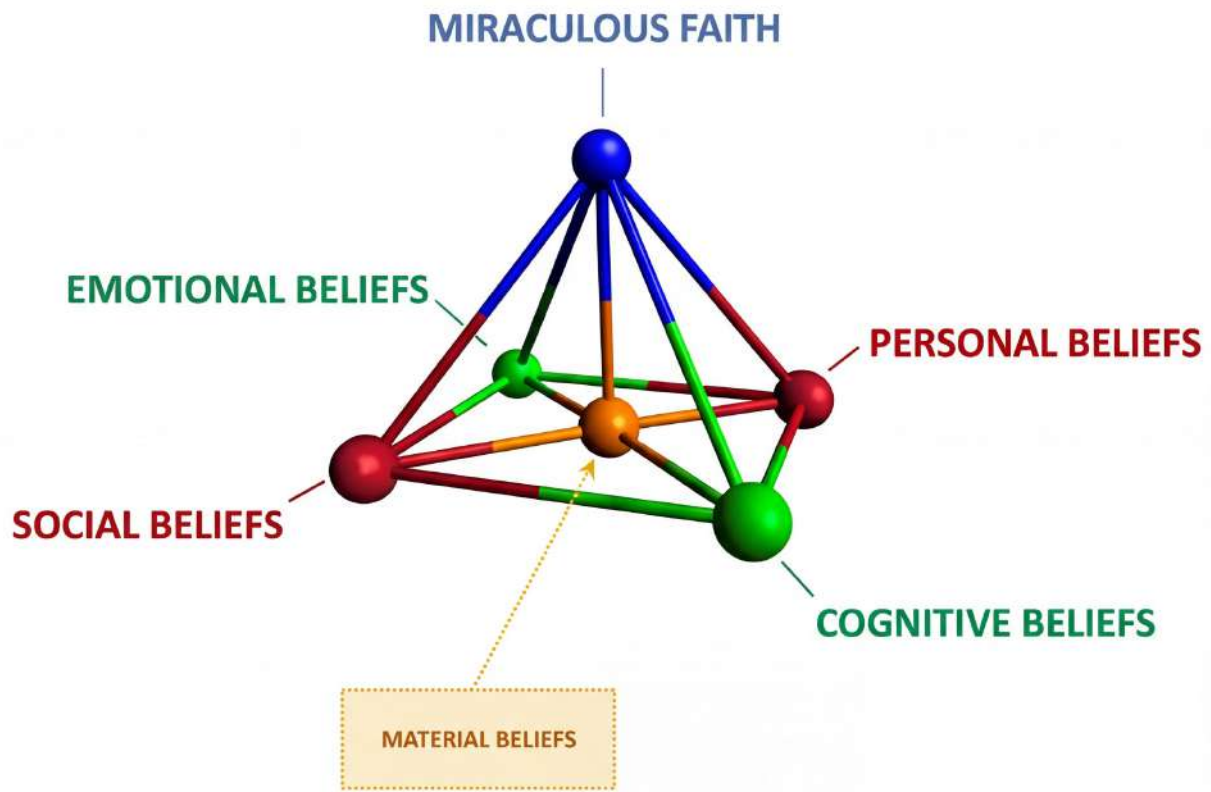 MIRACULOUS FAITH
EMOTIONAL BELIEFS
PERSONAL BELIEFS
SOCIAL BELIEFS
COGNITIVE BELIEFS
MATERIAL BELIEFS